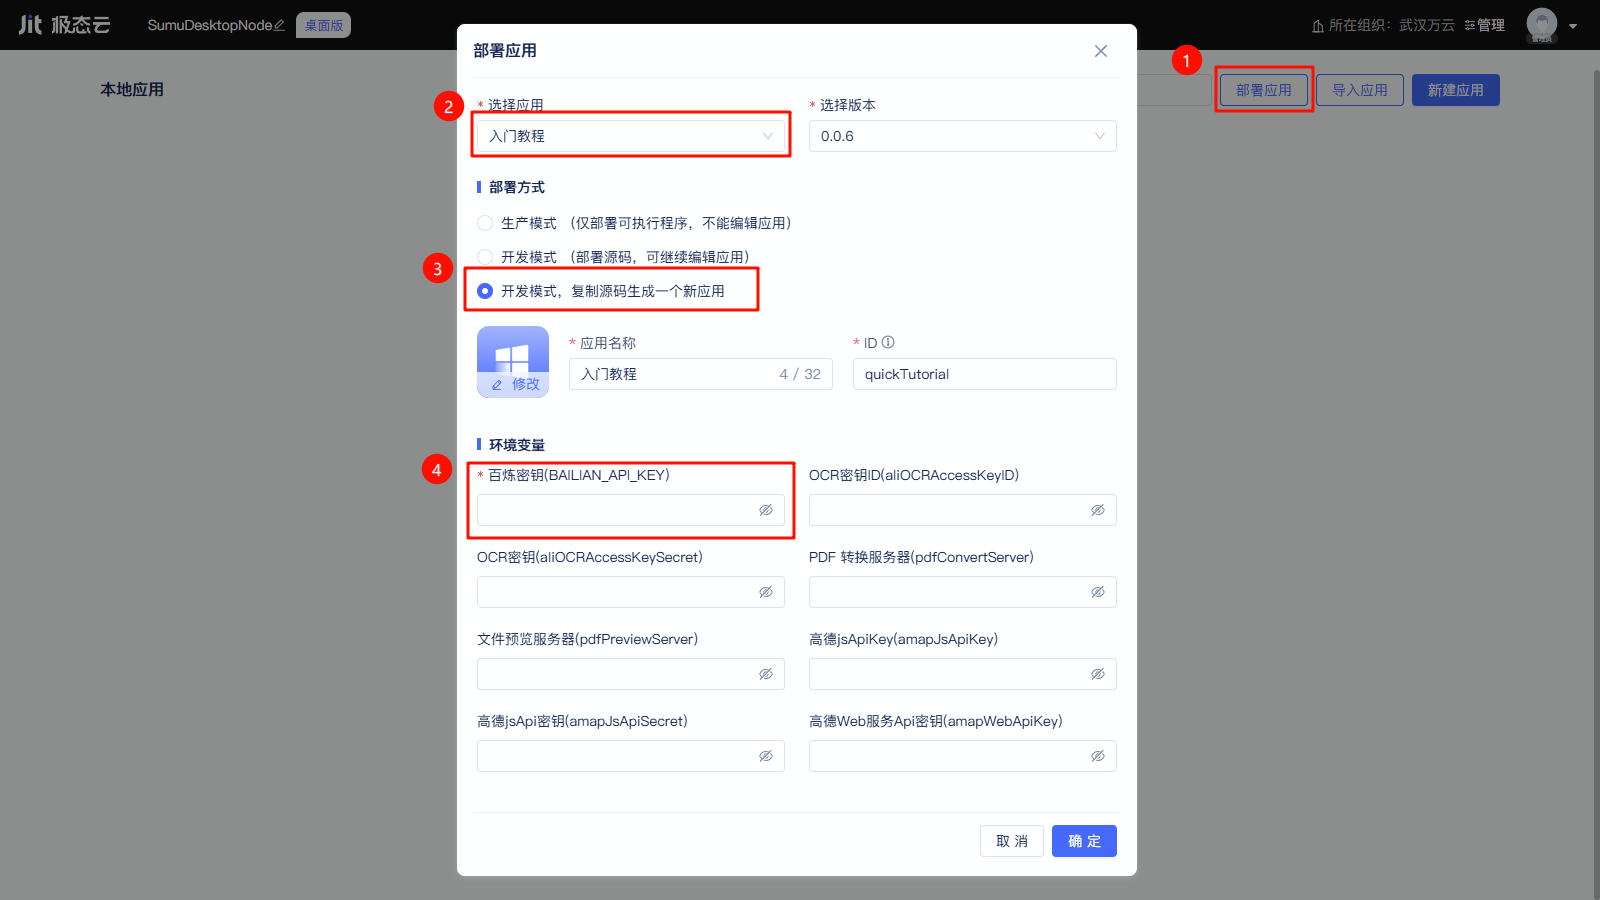 Jit 极态云
SumuDesktopNode 桌面版
所在组织：武汉万云 管理
本地应用
部署应用 导入应用 新建应用
1
部署应用
2
* 选择应用
* 选择版本
入门教程
0.0.6
部署方式
生产模式 （仅部署可执行程序，不能编辑应用）
开发模式 （部署源码，可继续编辑应用）
3
开发模式，复制源码生成一个新应用
修改
* 应用名称
* ID
入门教程 4 / 32
quickTutorial
环境变量
4
* 百炼密钥(BAILIAN_API_KEY)
OCR密钥ID(aliOCRAccessKeyID)
OCR密钥(aliOCRAccessKeySecret)
PDF 转换服务器(pdfConvertServer)
文件预览服务器(pdfPreviewServer)
高德jsApiKey(amapJsApiKey)
高德jsApi密钥(amapJsApiSecret)
高德Web服务Api密钥(amapWebApiKey)
取 消
确 定